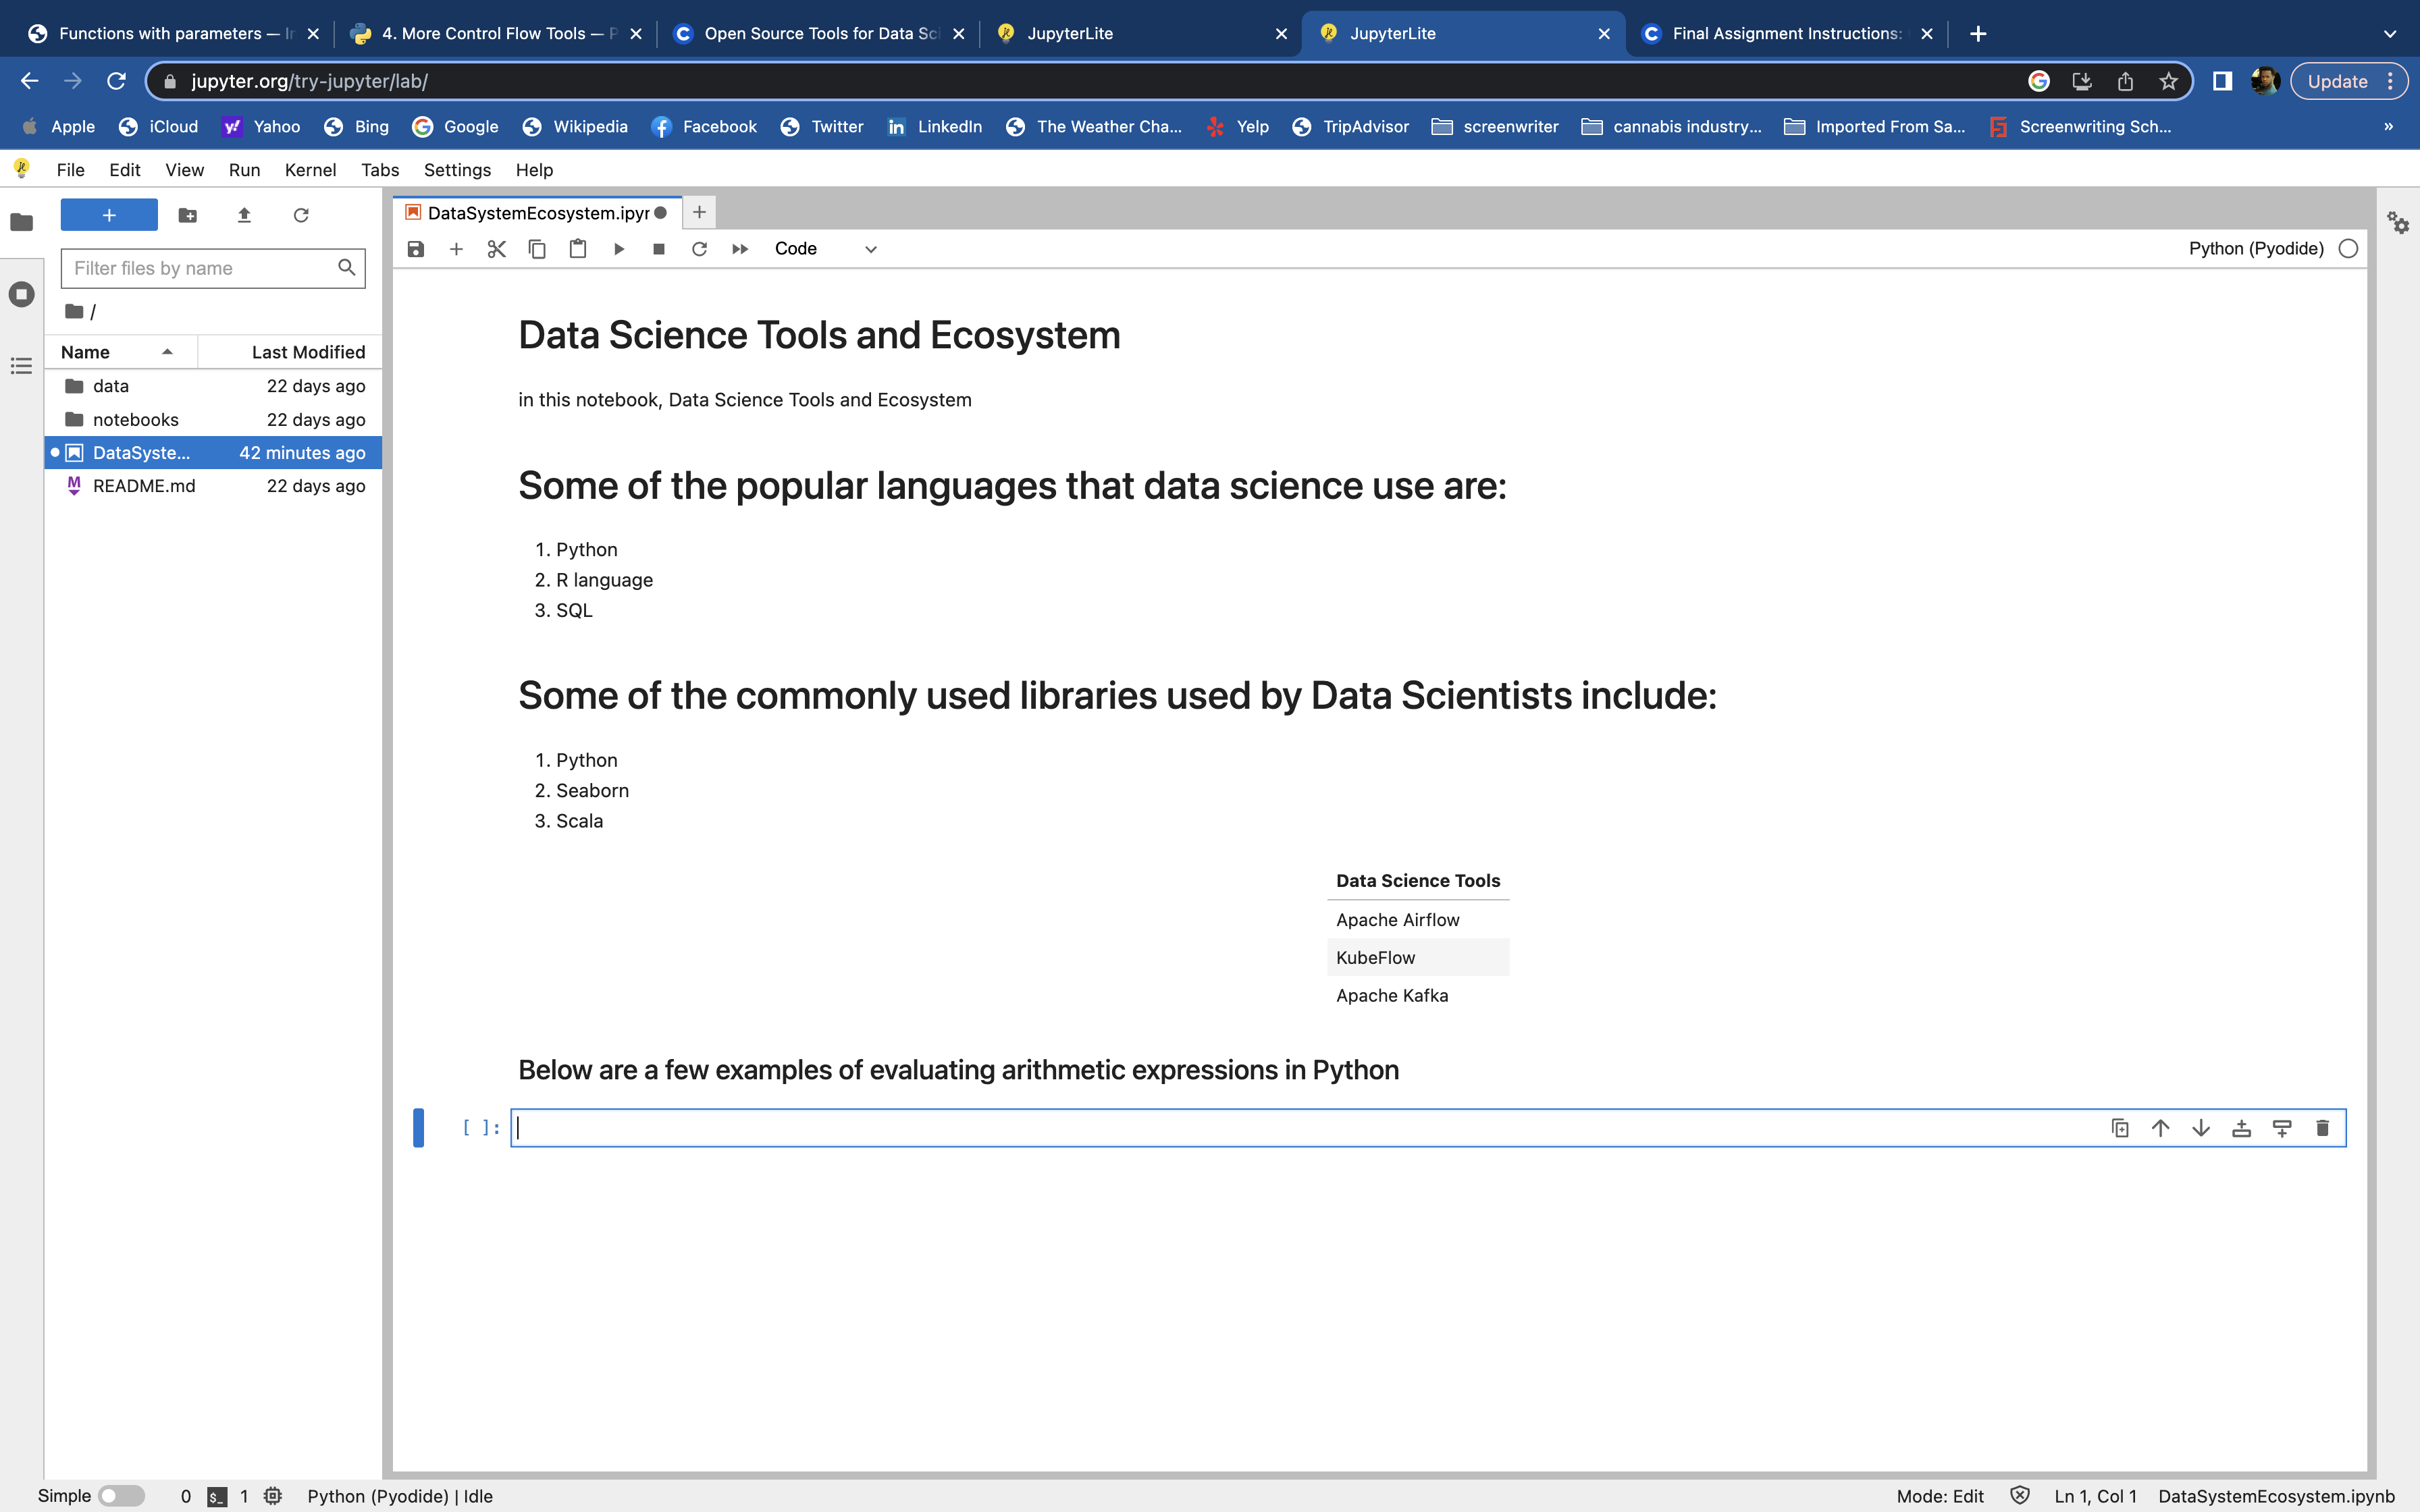 Functions with parameters — In
4. More Control Flow Tools — P
Open Source Tools for Data Sci
JupyterLite
JupyterLite
Final Assignment Instructions:
jupyter.org/try-jupyter/lab/
Update
Apple
iCloud
Yahoo
Bing
Google
Wikipedia
Facebook
Twitter
LinkedIn
The Weather Cha...
Yelp
TripAdvisor
screenwriter
cannabis industry...
Imported From Sa...
Screenwriting Sch...
»
File Edit View Run Kernel Tabs Settings Help
Filter files by name
/
Name Last Modified
data 22 days ago
notebooks 22 days ago
DataSyste... 42 minutes ago
README.md 22 days ago
DataSystemEcosystem.ipyr
Code
Python (Pyodide)
Data Science Tools and Ecosystem
in this notebook, Data Science Tools and Ecosystem
Some of the popular languages that data science use are:
1. Python
2. R language
3. SQL
Some of the commonly used libraries used by Data Scientists include:
1. Python
2. Seaborn
3. Scala
Data Science Tools
Apache Airflow
KubeFlow
Apache Kafka
Below are a few examples of evaluating arithmetic expressions in Python
[ ]:
Simple 0 $_ 1 Python (Pyodide) | Idle
Mode: Edit Ln 1, Col 1 DataSystemEcosystem.ipynb